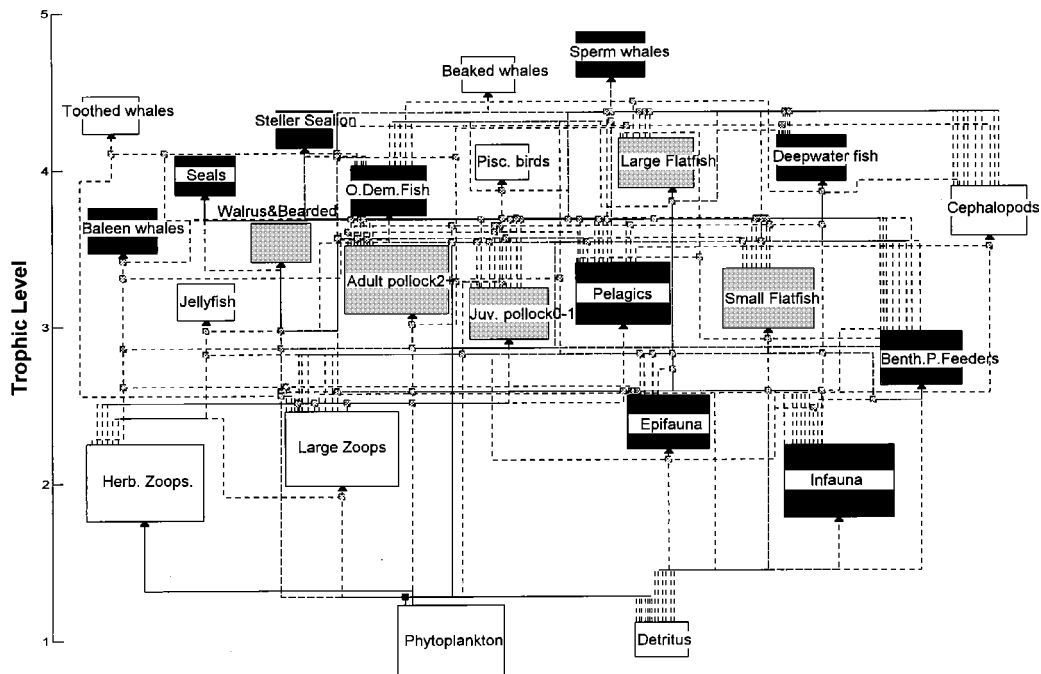 5
Sperm whales
Beaked whales
Toothed whales
Steller Sealion
Pisc. birds
Large Flatfish
Deepwater fish
4
Seals
O.Dem.Fish
Cephalopods
Walrus&Bearded
Baleen whales
Adult pollock2+
Pelagics
Small Flatfish
Jellyfish
Juv. pollock0-1
3
Trophic Level
Benth.P.Feeders
Epifauna
Large Zoops
Herb. Zoops.
Infauna
2
Phytoplankton
Detritus
1